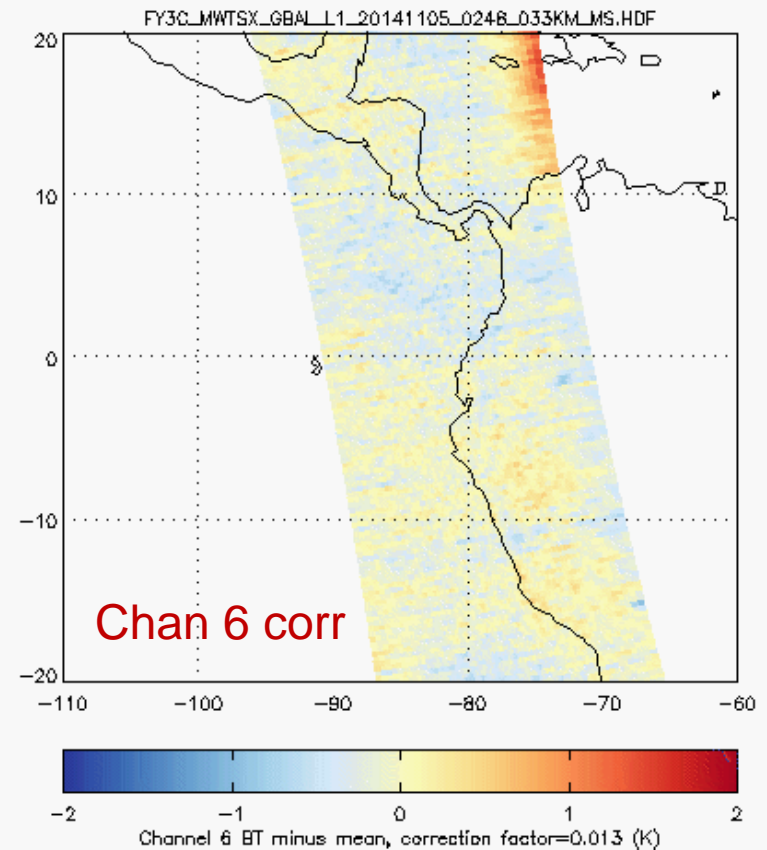 FY3C_MWTSX_GBAL_L1_20141105_0246_033KM_MS.HDF
20
10
0
−10
−20
Chan 6 corr
−110 −100 −90 −80 −70 −60
−2 −1 0 1 2
Channel 6 BT minus mean, correction factor=0.013 (K)